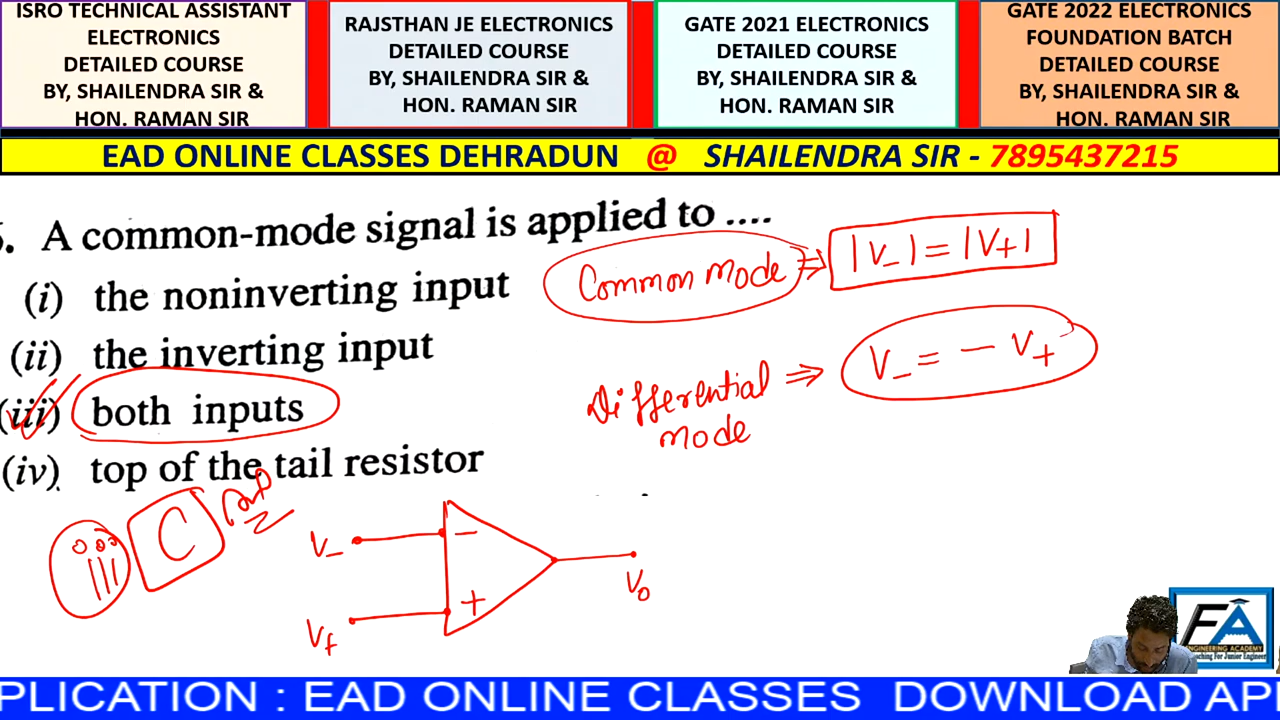 ISRO TECHNICAL ASSISTANT
ELECTRONICS
DETAILED COURSE
BY, SHAILENDRA SIR &
HON. RAMAN SIR
RAJSTHAN JE ELECTRONICS
DETAILED COURSE
BY, SHAILENDRA SIR &
HON. RAMAN SIR
GATE 2021 ELECTRONICS
DETAILED COURSE
BY, SHAILENDRA SIR &
HON. RAMAN SIR
GATE 2022 ELECTRONICS
FOUNDATION BATCH
DETAILED COURSE
BY, SHAILENDRA SIR &
HON. RAMAN SIR
EAD ONLINE CLASSES DEHRADUN @ SHAILENDRA SIR - 7895437215
. A common-mode signal is applied to ....
(i) the noninverting input
(ii) the inverting input
(iii) both inputs
(iv) top of the tail resistor
Common mode ⇒ |V-| = |V+|
Differential ⇒ V- = - V+
mode
iii C
V- -
V+ +
Vo
EA
ENGINEERING ACADEMY
PLICATION : EAD ONLINE CLASSES DOWNLOAD AP